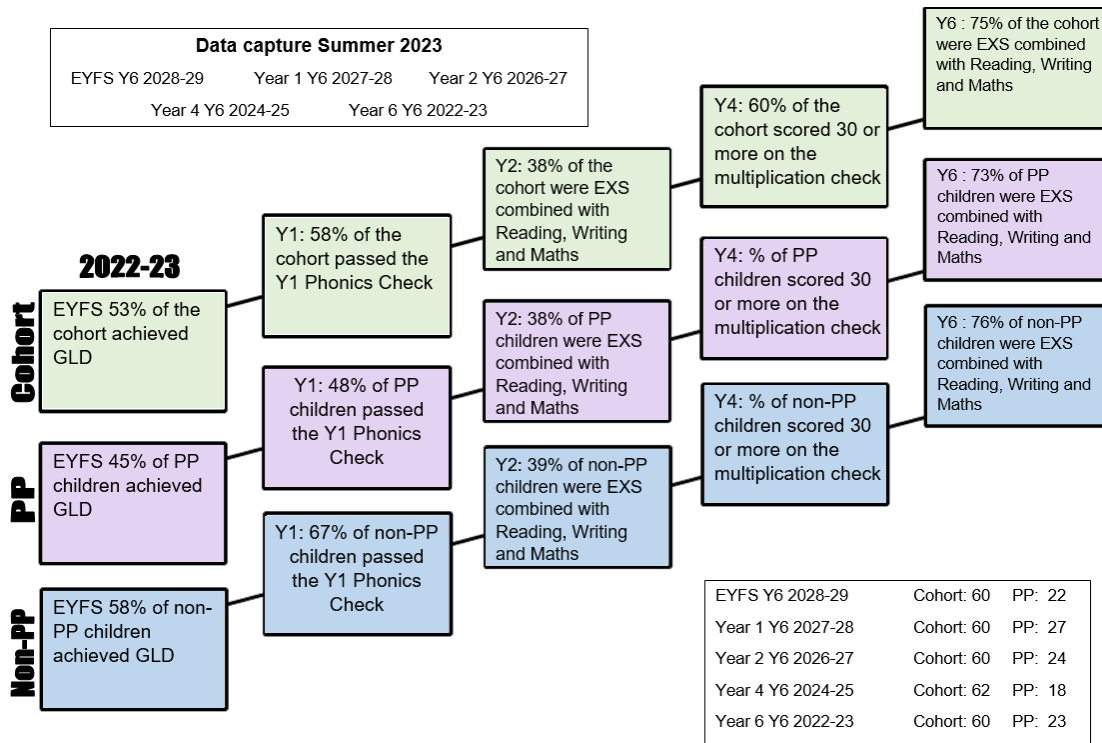 Data capture Summer 2023
EYFS Y6 2028-29 Year 1 Y6 2027-28 Year 2 Y6 2026-27
Year 4 Y6 2024-25 Year 6 Y6 2022-23
2022-23
Cohort
EYFS 53% of the
cohort achieved
GLD
Y1: 58% of the
cohort passed the
Y1 Phonics Check
Y2: 38% of the
cohort were EXS
combined with
Reading, Writing
and Maths
Y4: 60% of the
cohort scored 30 or
more on the
multiplication check
Y6 : 75% of the cohort
were EXS combined
with Reading, Writing
and Maths
PP
EYFS 45% of PP
children achieved
GLD
Y1: 48% of PP
children passed
the Y1 Phonics
Check
Y2: 38% of PP
children were EXS
combined with
Reading, Writing
and Maths
Y4: % of PP
children scored 30
or more on the
multiplication check
Y6 : 73% of PP
children were EXS
combined with
Reading, Writing and
Maths
Non-PP
EYFS 58% of non-
PP children
achieved GLD
Y1: 67% of non-PP
children passed
the Y1 Phonics
Check
Y2: 39% of non-PP
children were EXS
combined with
Reading, Writing
and Maths
Y4: % of non-PP
children scored 30
or more on the
multiplication check
Y6 : 76% of non-PP
children were EXS
combined with
Reading, Writing and
Maths
EYFS Y6 2028-29 Cohort: 60 PP: 22
Year 1 Y6 2027-28 Cohort: 60 PP: 27
Year 2 Y6 2026-27 Cohort: 60 PP: 24
Year 4 Y6 2024-25 Cohort: 62 PP: 18
Year 6 Y6 2022-23 Cohort: 60 PP: 23